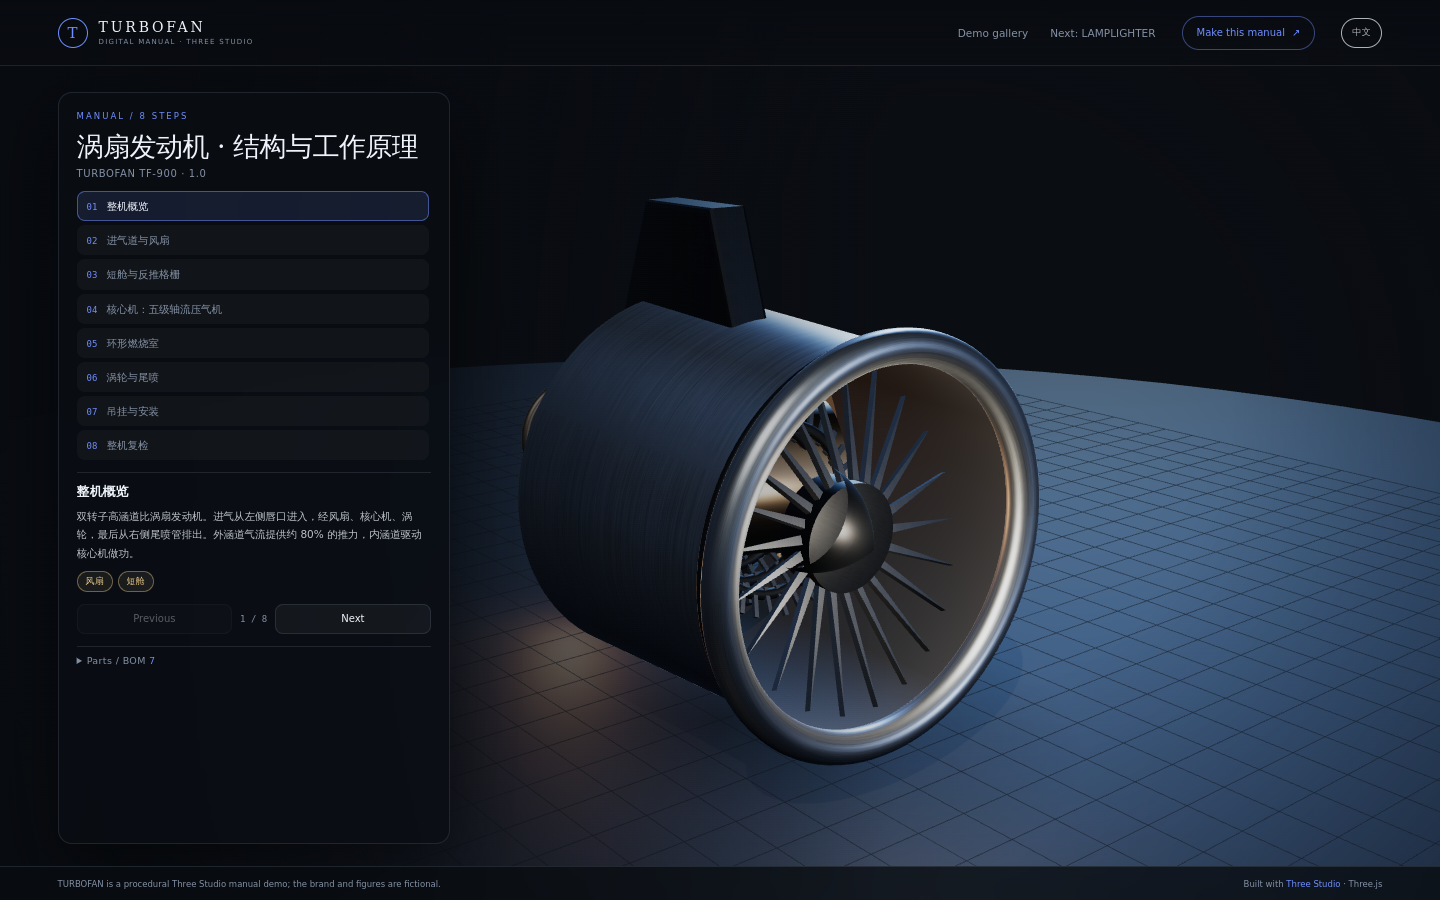 T
TURBOFAN
DIGITAL MANUAL · THREE STUDIO
Demo gallery
Next: LAMPLIGHTER
Make this manual ↗
中文
MANUAL / 8 STEPS
涡扇发动机 · 结构与工作原理
TURBOFAN TF-900 · 1.0
01 整机概览
02 进气道与风扇
03 短舱与反推格栅
04 核心机：五级轴流压气机
05 环形燃烧室
06 涡轮与尾喷
07 吊挂与安装
08 整机复检
整机概览
双转子高涵道比涡扇发动机。进气从左侧唇口进入，经风扇、核心机、涡
轮，最后从右侧尾喷管排出。外涵道气流提供约 80% 的推力，内涵道驱动
核心机做功。
风扇 短舱
Previous 1 / 8 Next
▶ Parts / BOM 7
TURBOFAN is a procedural Three Studio manual demo; the brand and figures are fictional.
Built with Three Studio · Three.js